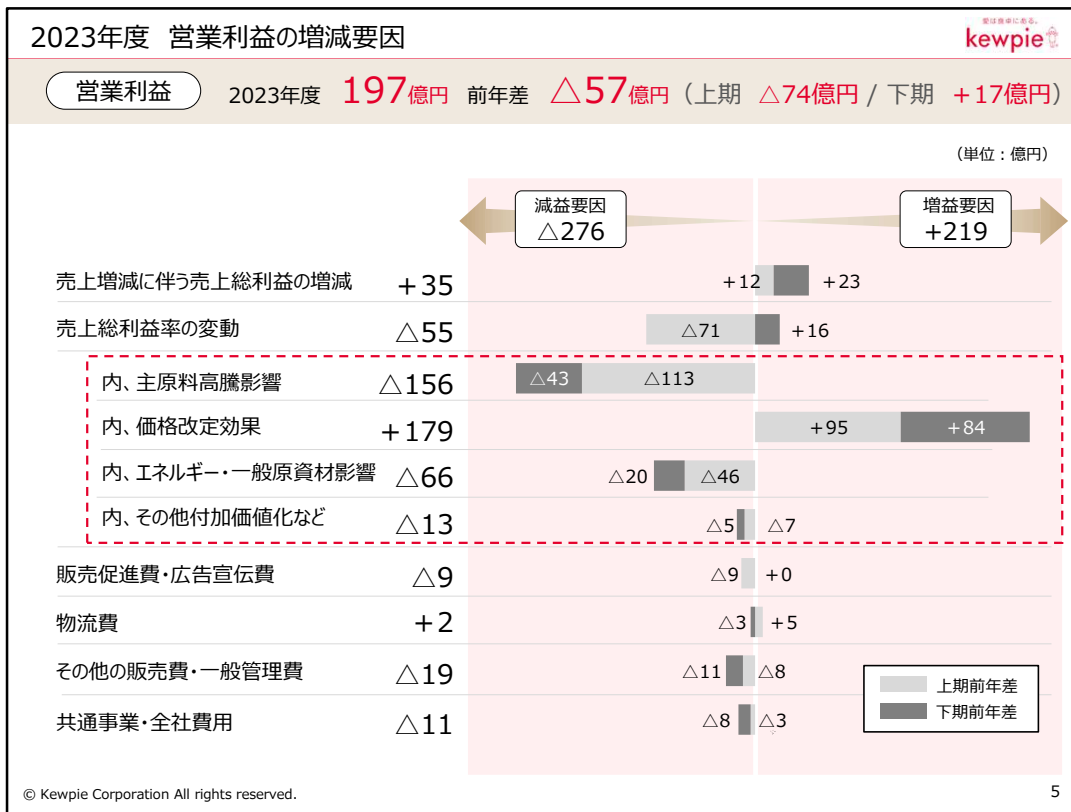 2023年度 営業利益の増減要因
愛は食卓にある。
kewpie
営業利益 2023年度 197億円 前年差 △57億円 (上期 △74億円 / 下期 +17億円)
(単位：億円)
減益要因
△276
増益要因
+219
売上増減に伴う売上総利益の増減 +35 +12 +23
売上総利益率の変動 △55 △71 +16
内、主原料高騰影響 △156 △43 △113
内、価格改定効果 +179 +95 +84
内、エネルギー・一般原資材影響 △66 △20 △46
内、その他付加価値化など △13 △5 △7
販売促進費・広告宣伝費 △9 △9 +0
物流費 +2 △3 +5
その他の販売費・一般管理費 △19 △11 △8
共通事業・全社費用 △11 △8 △3
上期前年差
下期前年差
© Kewpie Corporation All rights reserved. 5